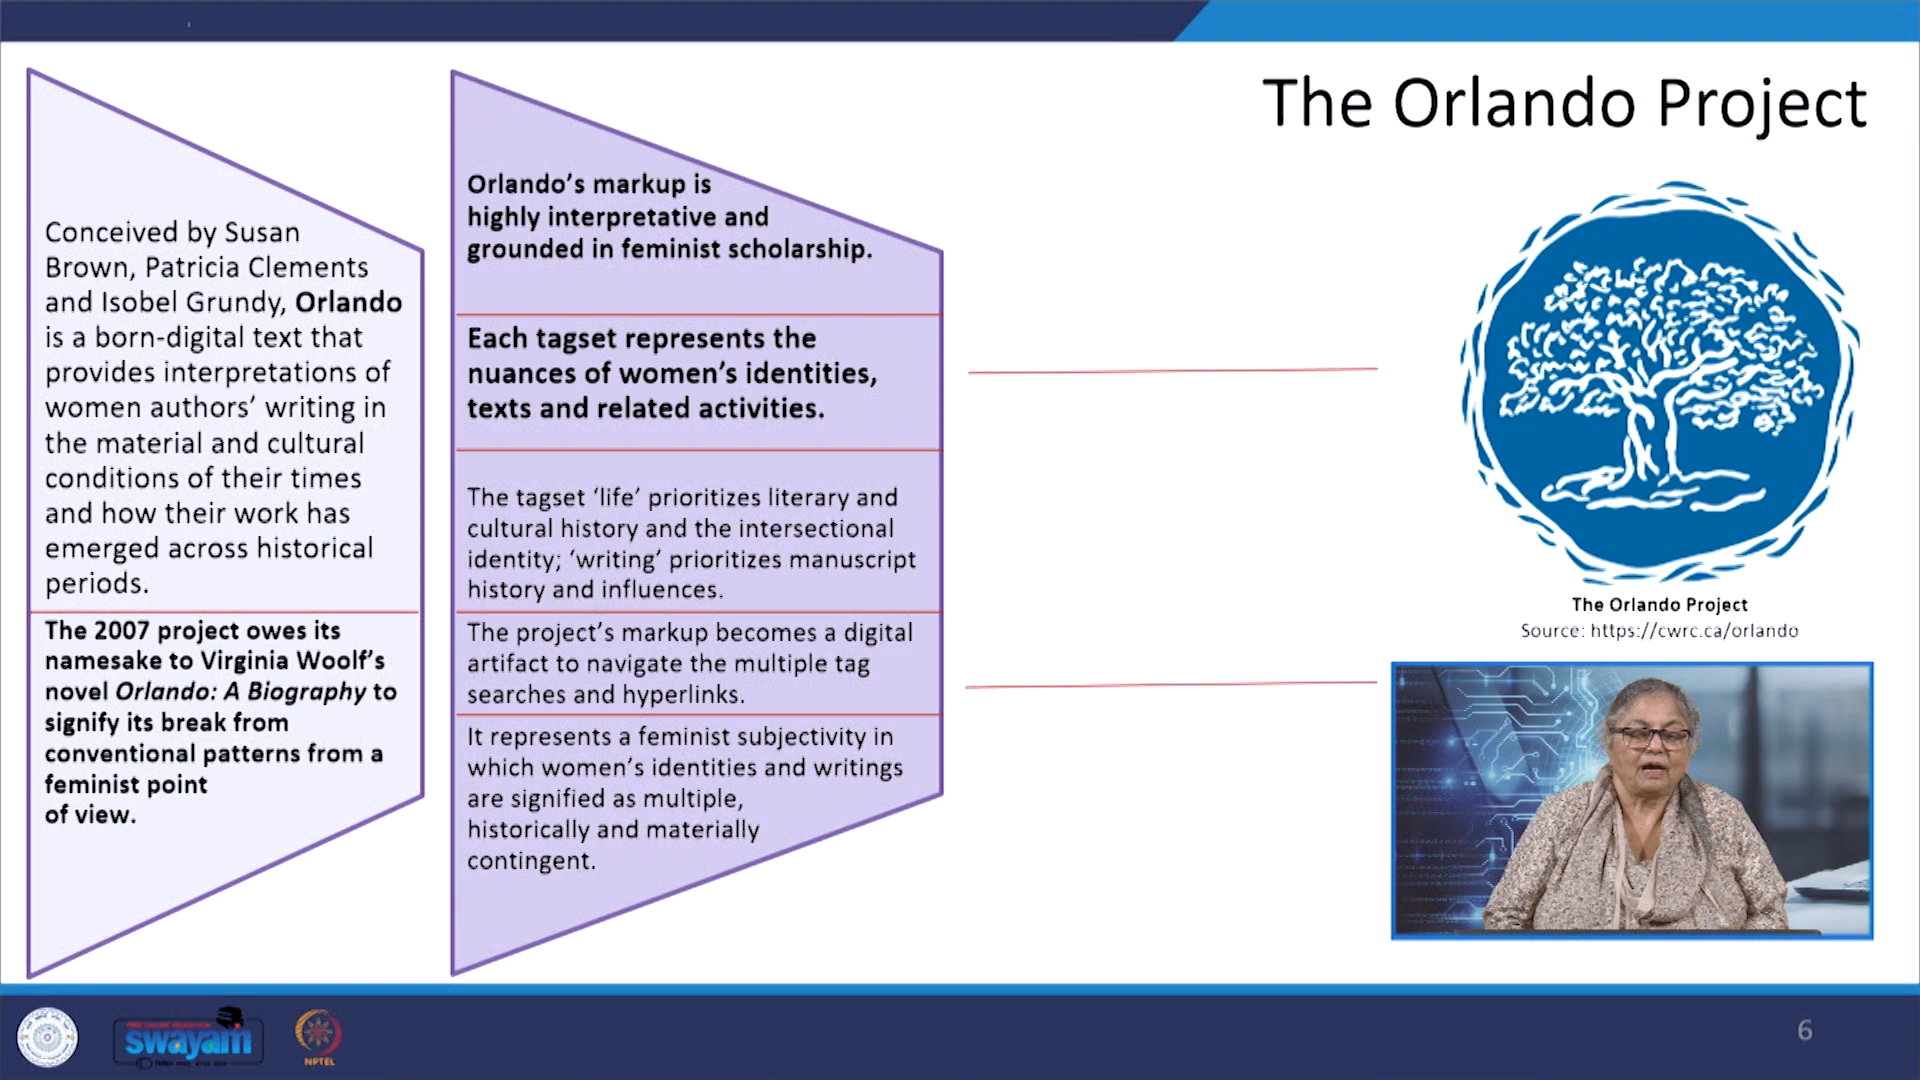 The Orlando Project
Conceived by Susan
Brown, Patricia Clements
and Isobel Grundy, Orlando
is a born-digital text that
provides interpretations of
women authors’ writing in
the material and cultural
conditions of their times
and how their work has
emerged across historical
periods.
The 2007 project owes its
namesake to Virginia Woolf’s
novel Orlando: A Biography to
signify its break from
conventional patterns from a
feminist point
of view.
Orlando’s markup is
highly interpretative and
grounded in feminist scholarship.
Each tagset represents the
nuances of women’s identities,
texts and related activities.
The tagset ‘life’ prioritizes literary and
cultural history and the intersectional
identity; ‘writing’ prioritizes manuscript
history and influences.
The project’s markup becomes a digital
artifact to navigate the multiple tag
searches and hyperlinks.
It represents a feminist subjectivity in
which women’s identities and writings
are signified as multiple,
historically and materially
contingent.
The Orlando Project
Source: https://cwrc.ca/orlando
swayam
NPTEL
6